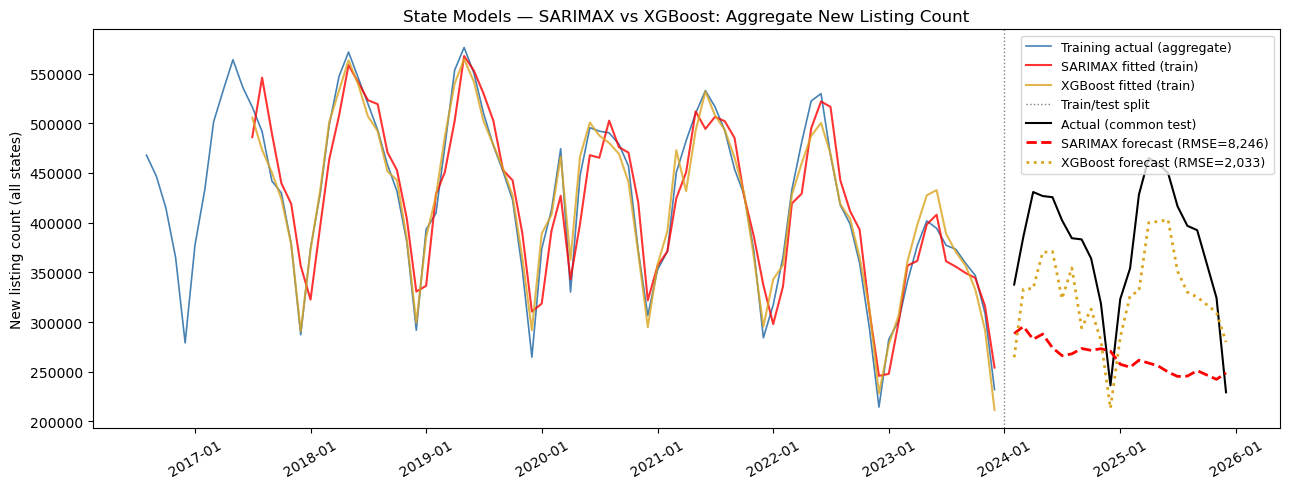 State Models — SARIMAX vs XGBoost: Aggregate New Listing Count
New listing count (all states)
550000
500000
450000
400000
350000
300000
250000
200000
Training actual (aggregate)
SARIMAX fitted (train)
XGBoost fitted (train)
Train/test split
Actual (common test)
SARIMAX forecast (RMSE=8,246)
XGBoost forecast (RMSE=2,033)
2017-01
2018-01
2019-01
2020-01
2021-01
2022-01
2023-01
2024-01
2025-01
2026-01